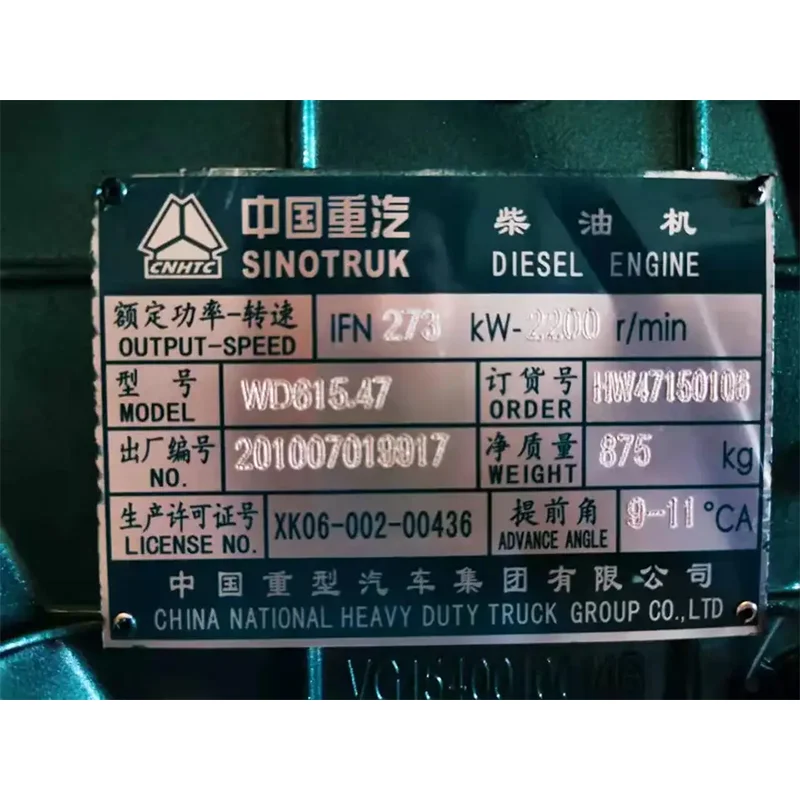 中国重汽 柴油机
CNHTC SINOTRUK DIESEL ENGINE
额定功率-转速 IFN 273 kW-2200 r/min
OUTPUT-SPEED
型号 WD615.47 订货号 HW47150106
MODEL ORDER
出厂编号 201007019917 净质量 875 kg
NO. WEIGHT
生产许可证号 XK06-002-00436 提前角 9-11°CA
LICENSE NO. ADVANCE ANGLE
中国重型汽车集团有限公司
CHINA NATIONAL HEAVY DUTY TRUCK GROUP CO.,LTD